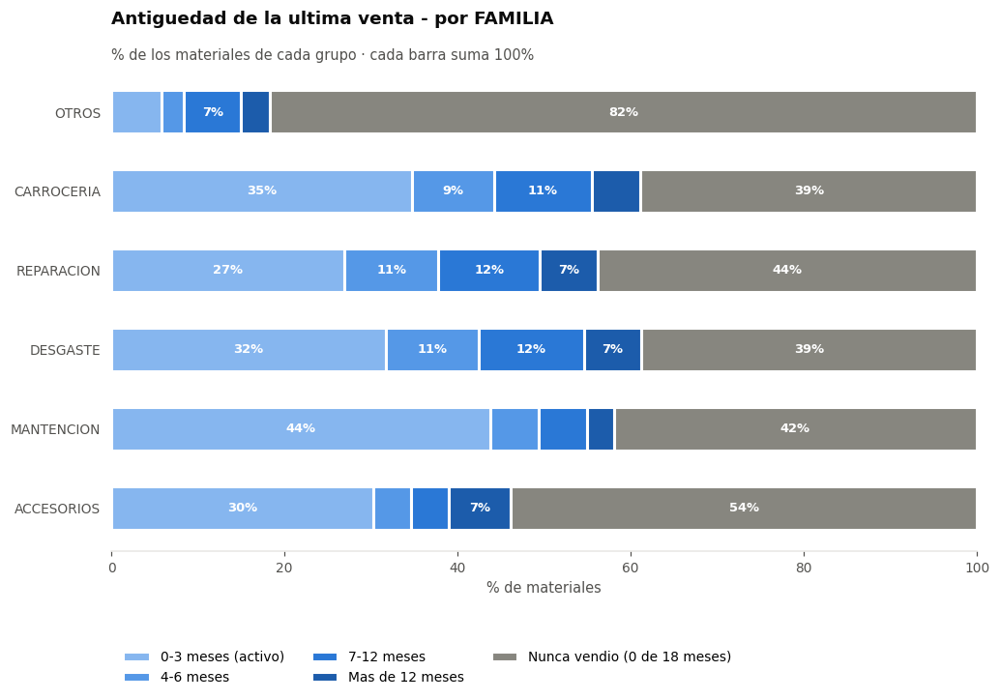 Antiguedad de la ultima venta - por FAMILIA
% de los materiales de cada grupo · cada barra suma 100%
OTROS 7% 82%
CARROCERIA 35% 9% 11% 39%
REPARACION 27% 11% 12% 7% 44%
DESGASTE 32% 11% 12% 7% 39%
MANTENCION 44% 42%
ACCESORIOS 30% 7% 54%
0 20 40 60 80 100
% de materiales
0-3 meses (activo) 7-12 meses Nunca vendio (0 de 18 meses)
4-6 meses Mas de 12 meses